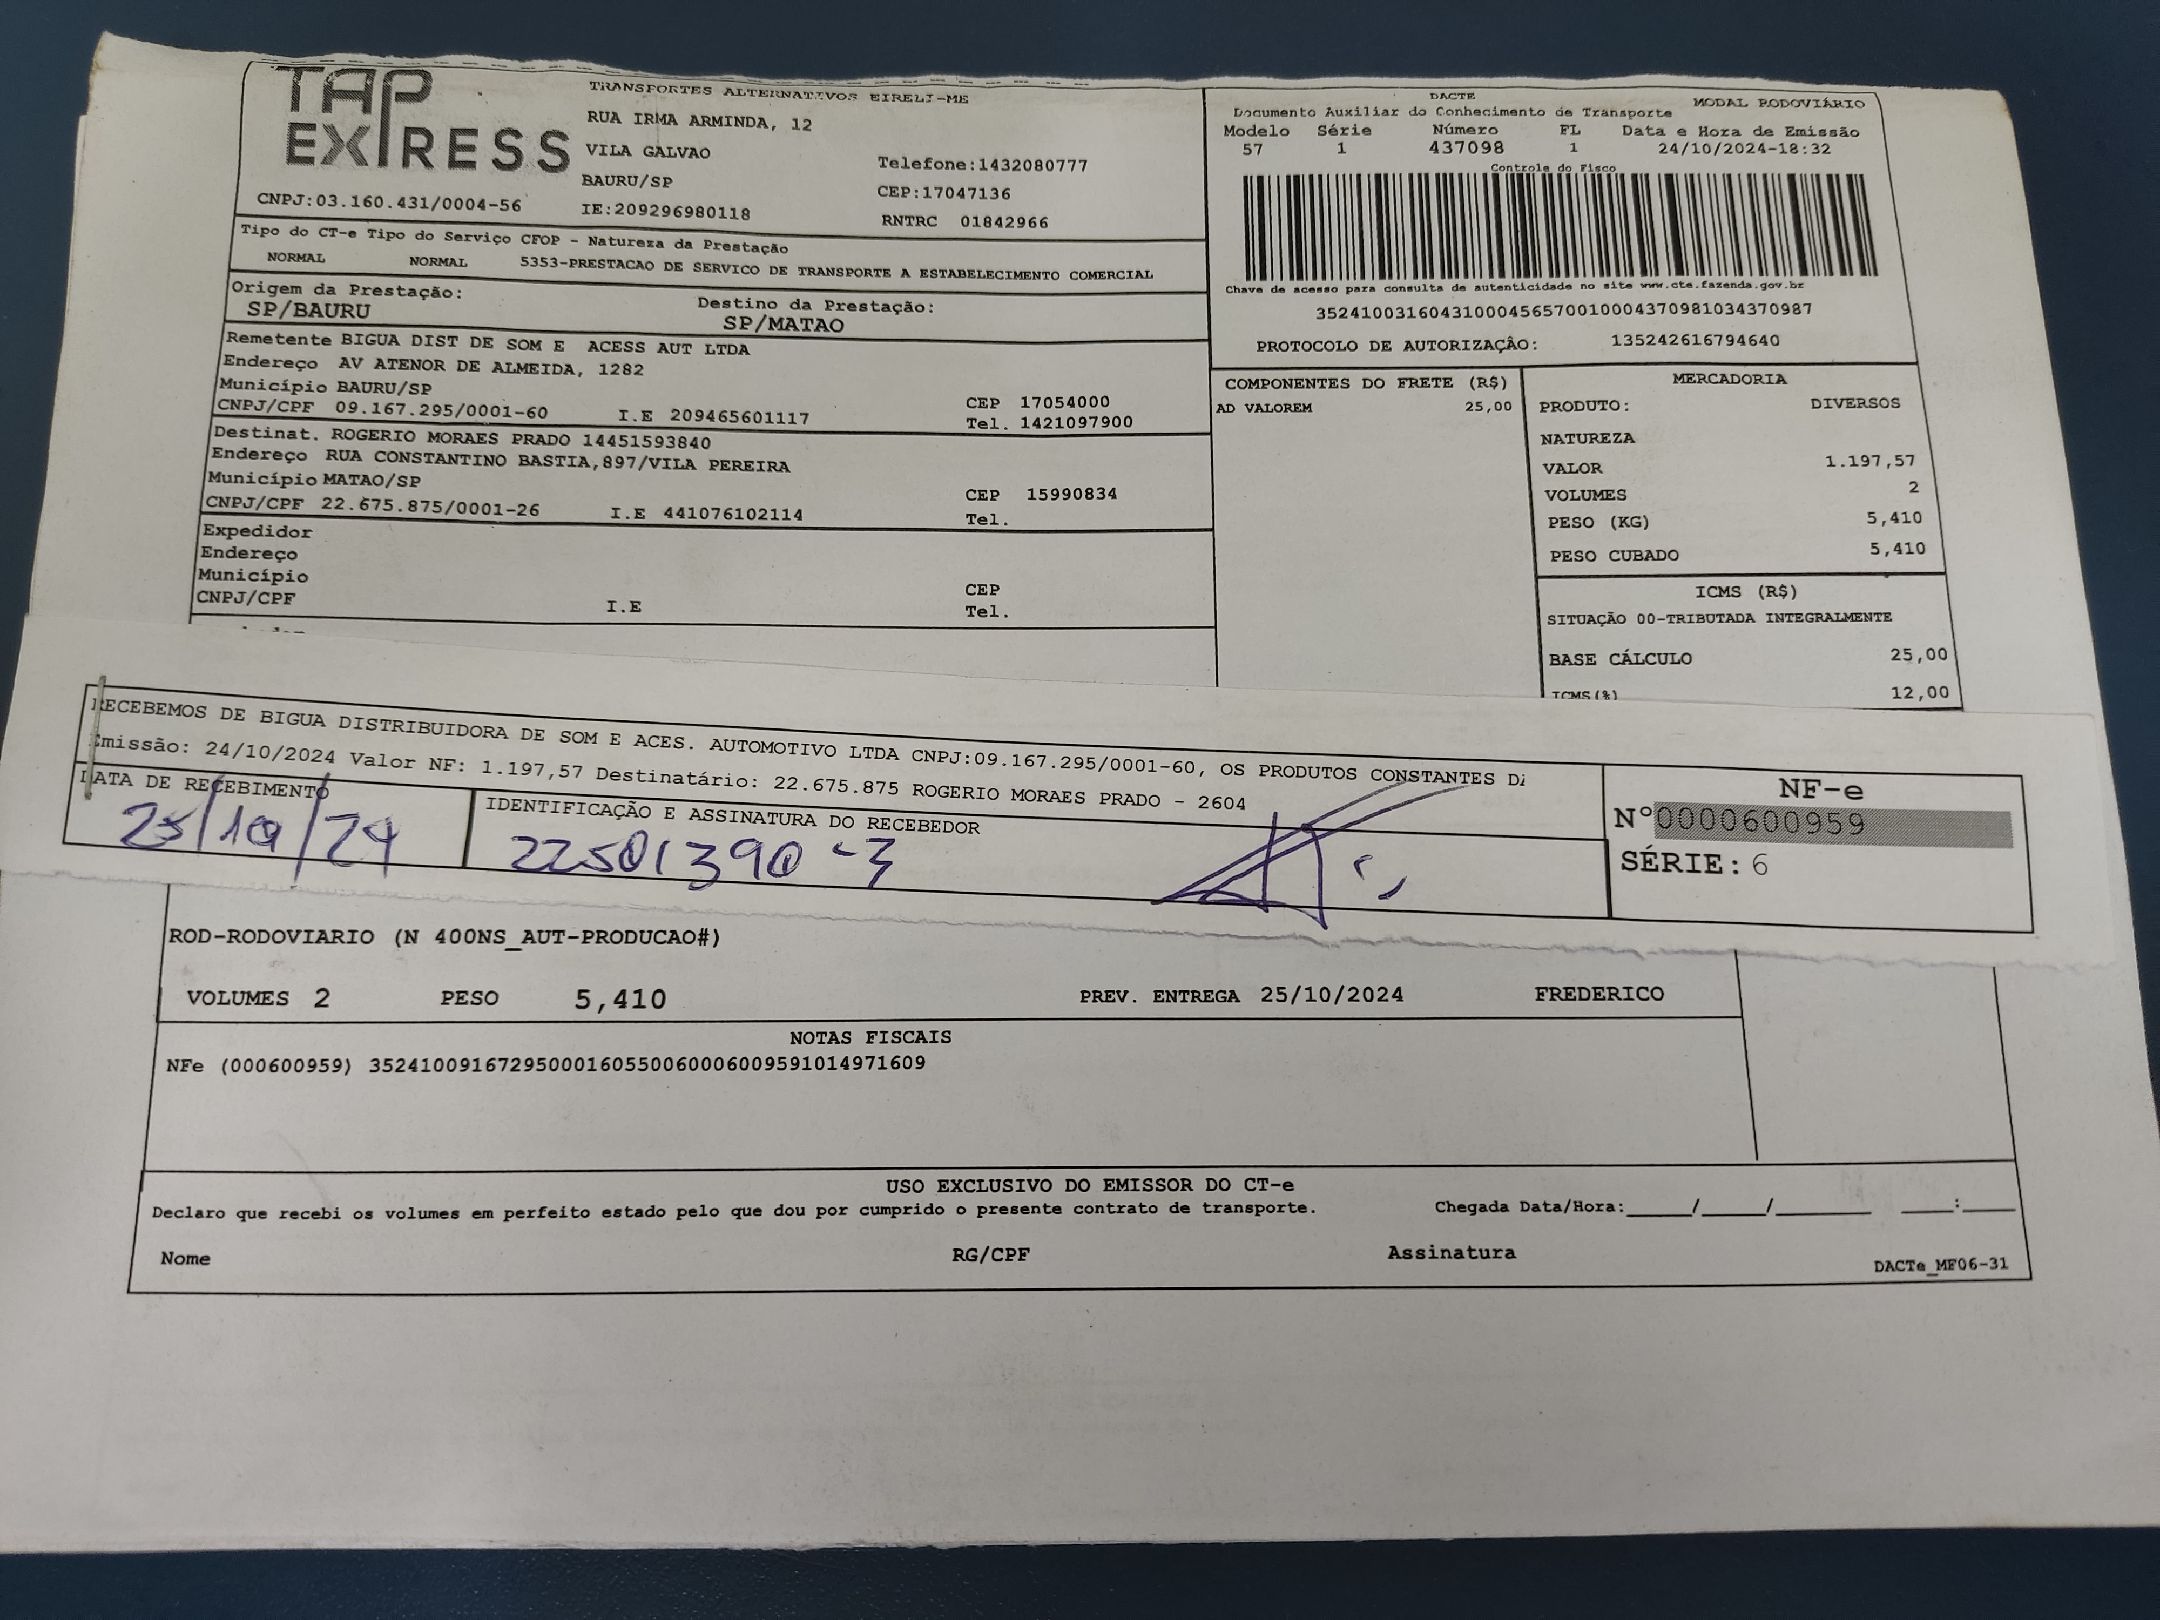 TAP EXPRESS
TRANSPORTES ALTERNATIVOS EIRELI-ME
RUA IRMA ARMINDA, 12
VILA GALVAO
Telefone:1432080777
BAURU/SP
CEP:17047136
CNPJ:03.160.431/0004-56
IE:209296980118
RNTRC 01842966
DACTE
MODAL RODOVIÁRIO
Documento Auxiliar do Conhecimento de Transporte
Modelo Série Número FL Data e Hora de Emissão
57 1 437098 1 24/10/2024-18:32
Controle do Fisco
Chave de acesso para consulta de autenticidade no site www.cte.fazenda.gov.br
35241003160431000456570010004370981034370987
PROTOCOLO DE AUTORIZAÇÃO: 135242616794640
Tipo do CT-e Tipo do Serviço CFOP - Natureza da Prestação
NORMAL NORMAL 5353-PRESTACAO DE SERVICO DE TRANSPORTE A ESTABELECIMENTO COMERCIAL
Origem da Prestação: Destino da Prestação:
SP/BAURU SP/MATAO
Remetente BIGUA DIST DE SOM E ACESS AUT LTDA
Endereço AV ATENOR DE ALMEIDA, 1282
Município BAURU/SP CEP 17054000
CNPJ/CPF 09.167.295/0001-60 I.E 209465601117 Tel. 1421097900
Destinat. ROGERIO MORAES PRADO 14451593840
Endereço RUA CONSTANTINO BASTIA,897/VILA PEREIRA
Município MATAO/SP CEP 15990834
CNPJ/CPF 22.675.875/0001-26 I.E 441076102114 Tel.
Expedidor
Endereço
Município CEP
CNPJ/CPF I.E Tel.
COMPONENTES DO FRETE (R$)
AD VALOREM 25,00
MERCADORIA
PRODUTO: DIVERSOS
NATUREZA
VALOR 1.197,57
VOLUMES 2
PESO (KG) 5,410
PESO CUBADO 5,410
ICMS (R$)
SITUAÇÃO 00-TRIBUTADA INTEGRALMENTE
BASE CÁLCULO 25,00
ICMS(%) 12,00
RECEBEMOS DE BIGUA DISTRIBUIDORA DE SOM E ACES. AUTOMOTIVO LTDA CNPJ:09.167.295/0001-60, OS PRODUTOS CONSTANTES
Emissão: 24/10/2024 Valor NF: 1.197,57 Destinatário: 22.675.875 ROGERIO MORAES PRADO - 2604
DATA DE RECEBIMENTO
25/10/24
IDENTIFICAÇÃO E ASSINATURA DO RECEBEDOR
22501390-3
NF-e
Nº0000600959
SÉRIE: 6
ROD-RODOVIARIO (N 400NS_AUT-PRODUCAO#)
VOLUMES 2 PESO 5,410 PREV. ENTREGA 25/10/2024 FREDERICO
NOTAS FISCAIS
NFe (000600959) 35241009167295000160550060006009591014971609
USO EXCLUSIVO DO EMISSOR DO CT-e
Declaro que recebi os volumes em perfeito estado pelo que dou por cumprido o presente contrato de transporte. Chegada Data/Hora:_____/_____/________ ____:____
Nome RG/CPF Assinatura
DACTe_MF06-31